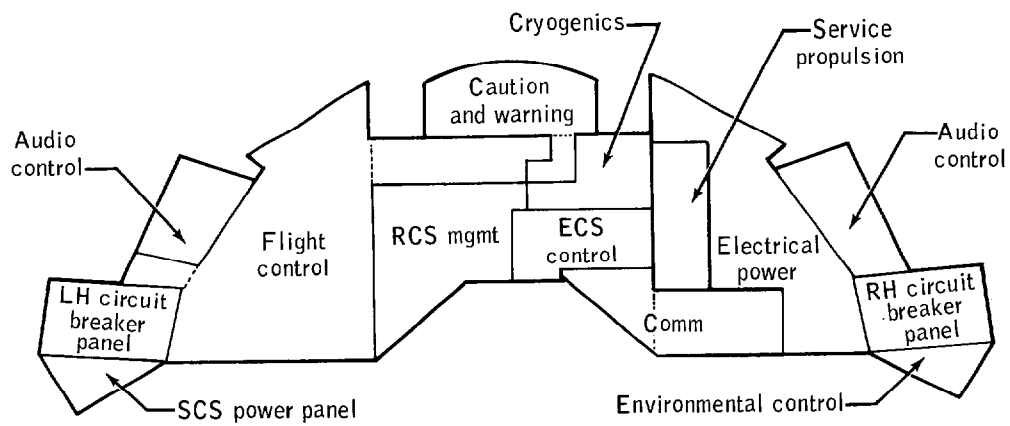 Cryogenics
Service
propulsion
Caution
and warning
Audio
control
Audio
control
Flight
control
RCS mgmt
ECS
control
Electrical
power
LH circuit
breaker
panel
RH circuit
breaker
panel
Comm
SCS power panel
Environmental control